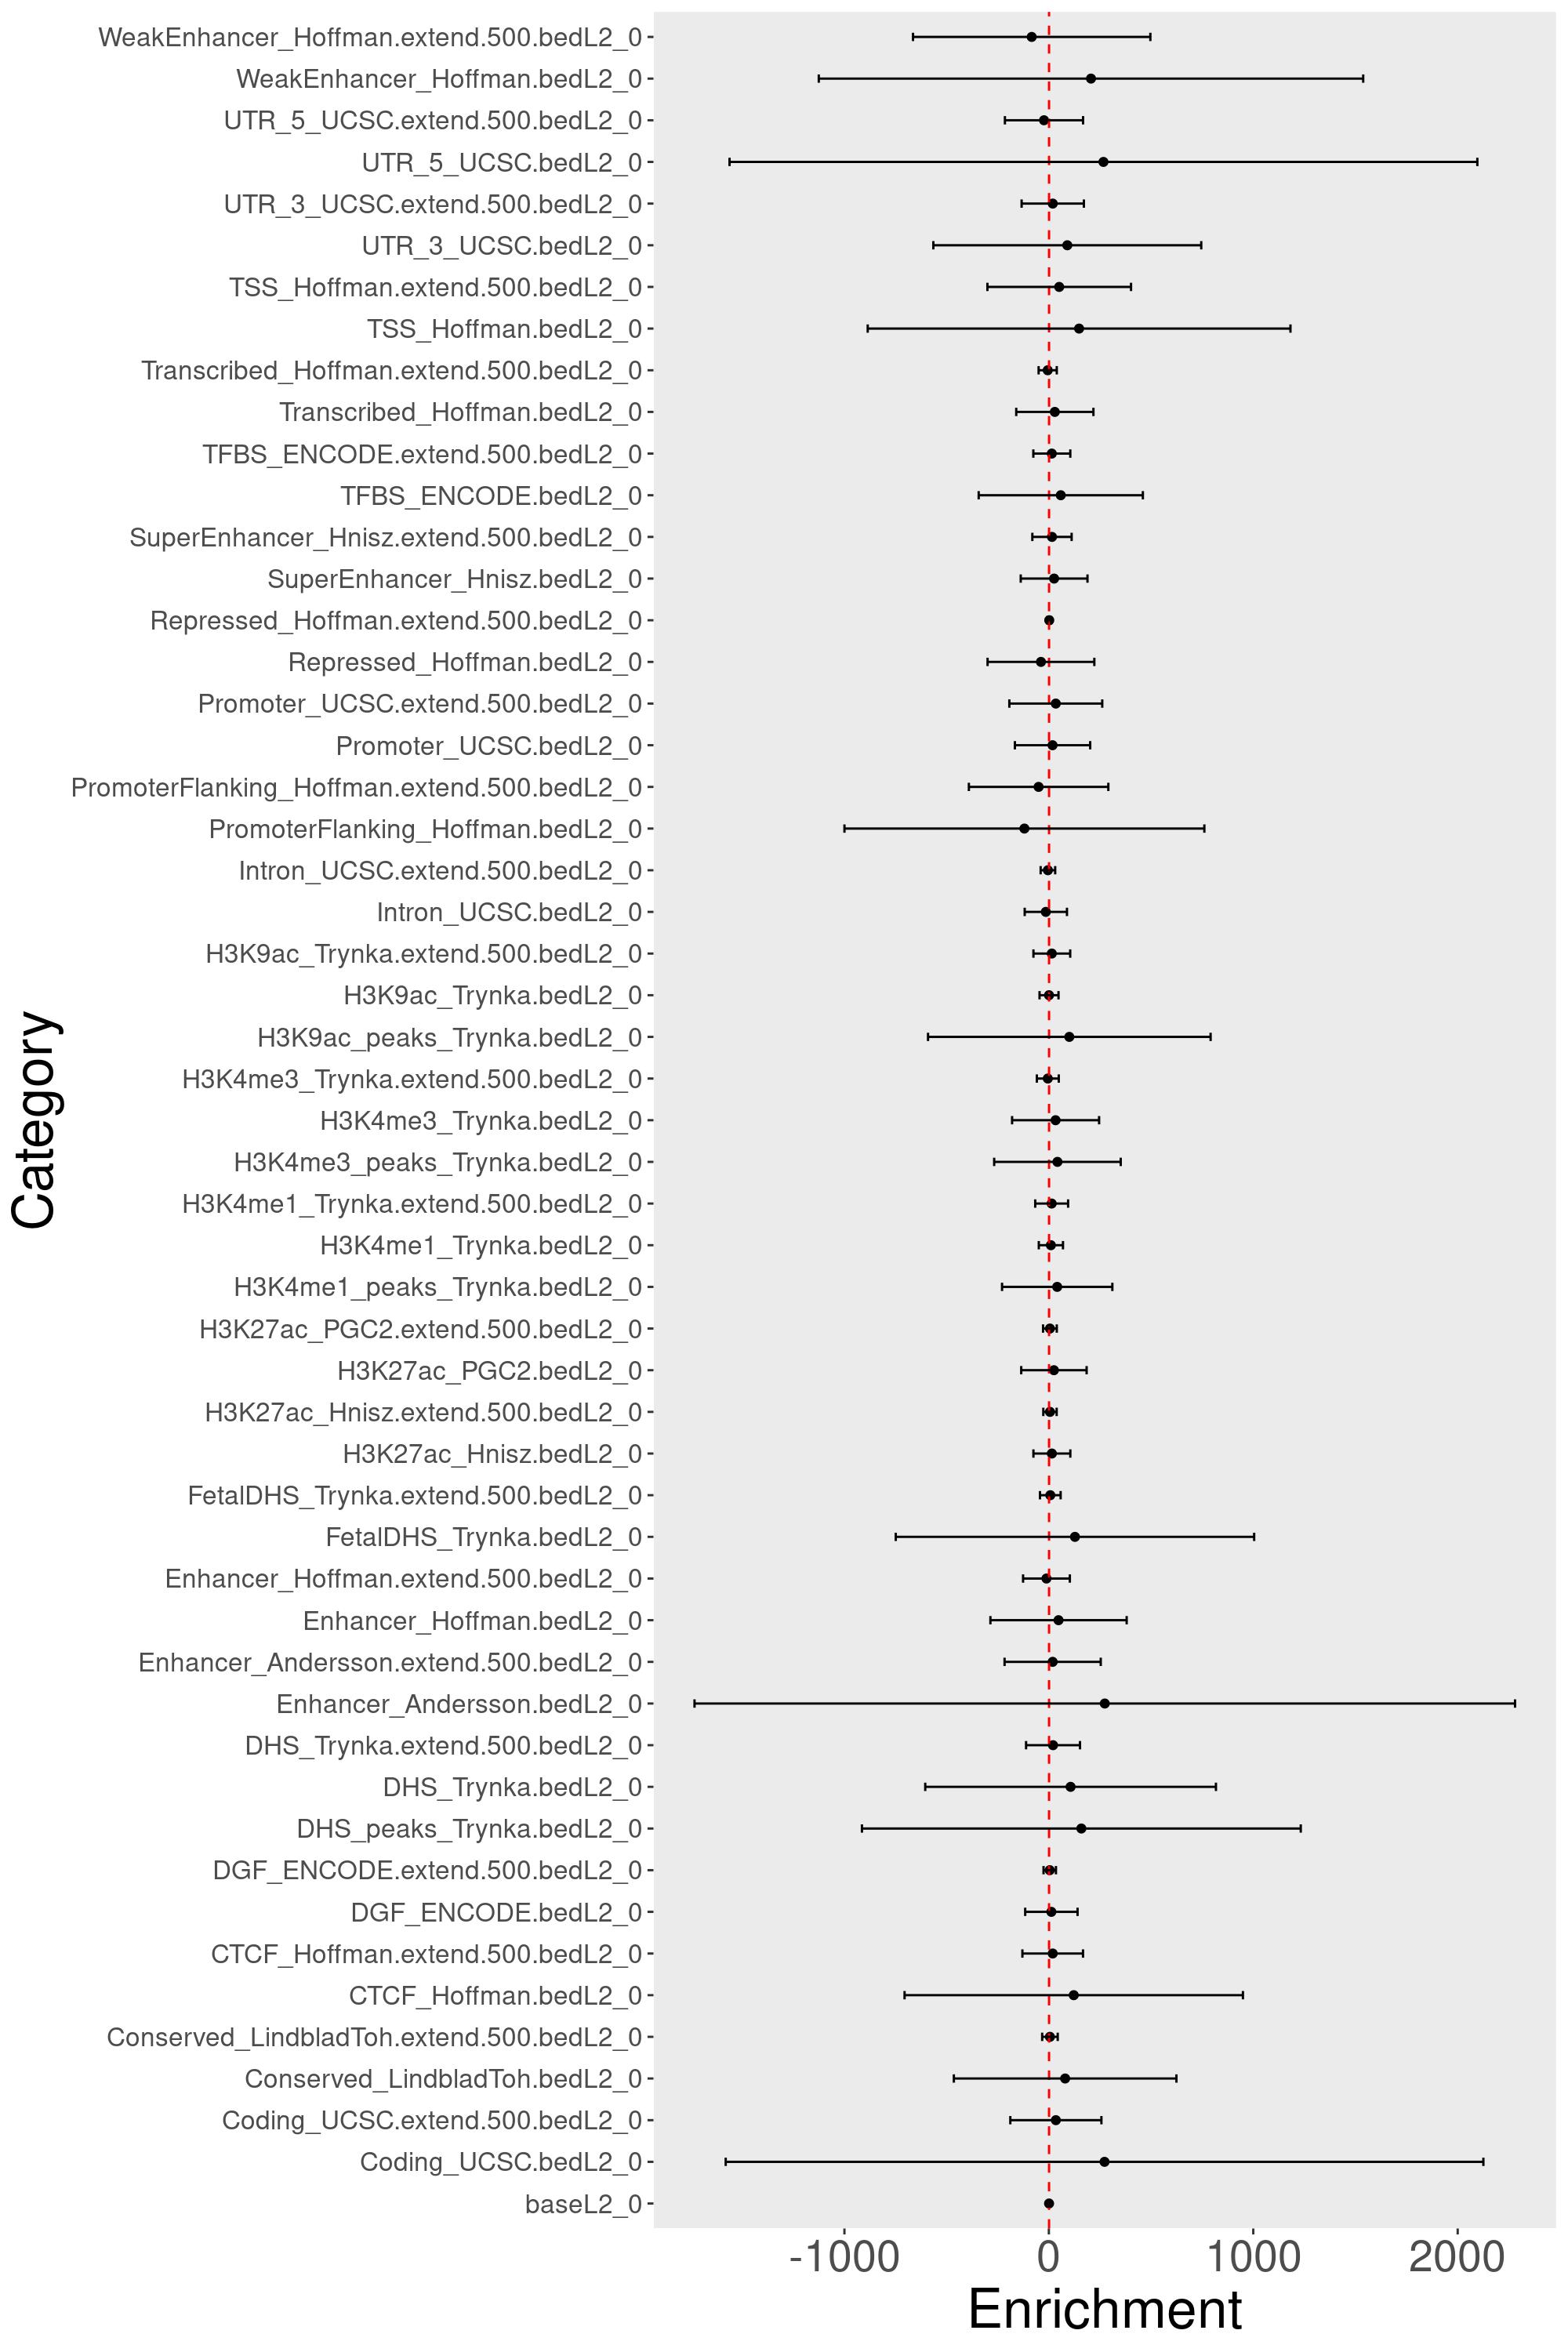 WeakEnhancer_Hoffman.extend.500.bedL2_0
WeakEnhancer_Hoffman.bedL2_0
UTR_5_UCSC.extend.500.bedL2_0
UTR_5_UCSC.bedL2_0
UTR_3_UCSC.extend.500.bedL2_0
UTR_3_UCSC.bedL2_0
TSS_Hoffman.extend.500.bedL2_0
TSS_Hoffman.bedL2_0
Transcribed_Hoffman.extend.500.bedL2_0
Transcribed_Hoffman.bedL2_0
TFBS_ENCODE.extend.500.bedL2_0
TFBS_ENCODE.bedL2_0
SuperEnhancer_Hnisz.extend.500.bedL2_0
SuperEnhancer_Hnisz.bedL2_0
Repressed_Hoffman.extend.500.bedL2_0
Repressed_Hoffman.bedL2_0
Promoter_UCSC.extend.500.bedL2_0
Promoter_UCSC.bedL2_0
PromoterFlanking_Hoffman.extend.500.bedL2_0
PromoterFlanking_Hoffman.bedL2_0
Intron_UCSC.extend.500.bedL2_0
Intron_UCSC.bedL2_0
H3K9ac_Trynka.extend.500.bedL2_0
H3K9ac_Trynka.bedL2_0
H3K9ac_peaks_Trynka.bedL2_0
H3K4me3_Trynka.extend.500.bedL2_0
H3K4me3_Trynka.bedL2_0
H3K4me3_peaks_Trynka.bedL2_0
H3K4me1_Trynka.extend.500.bedL2_0
H3K4me1_Trynka.bedL2_0
H3K4me1_peaks_Trynka.bedL2_0
H3K27ac_PGC2.extend.500.bedL2_0
H3K27ac_PGC2.bedL2_0
H3K27ac_Hnisz.extend.500.bedL2_0
H3K27ac_Hnisz.bedL2_0
FetalDHS_Trynka.extend.500.bedL2_0
FetalDHS_Trynka.bedL2_0
Enhancer_Hoffman.extend.500.bedL2_0
Enhancer_Hoffman.bedL2_0
Enhancer_Andersson.extend.500.bedL2_0
Enhancer_Andersson.bedL2_0
DHS_Trynka.extend.500.bedL2_0
DHS_Trynka.bedL2_0
DHS_peaks_Trynka.bedL2_0
DGF_ENCODE.extend.500.bedL2_0
DGF_ENCODE.bedL2_0
CTCF_Hoffman.extend.500.bedL2_0
CTCF_Hoffman.bedL2_0
Conserved_LindbladToh.extend.500.bedL2_0
Conserved_LindbladToh.bedL2_0
Coding_UCSC.extend.500.bedL2_0
Coding_UCSC.bedL2_0
baseL2_0
Category
-1000 0 1000 2000
Enrichment